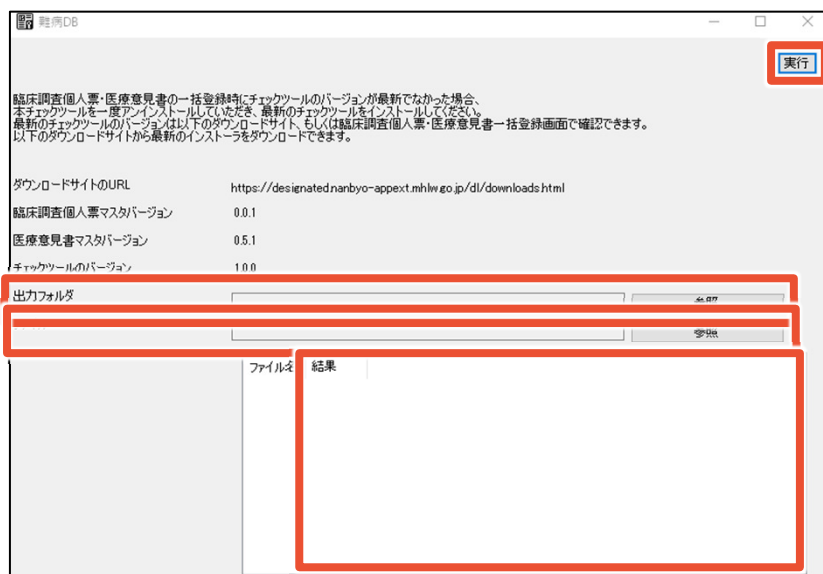 難病DB
実行
臨床調査個人票・医療意見書の一括登録時にチェックツールのバージョンが最新でなかった場合、
本チェックツールを一度アンインストールしていただき、最新のチェックツールをインストールしてください。
最新のチェックツールのバージョンは以下のダウンロードサイト、もしくは臨床調査個人票・医療意見書一括登録画面で確認できます。
以下のダウンロードサイトから最新のインストーラをダウンロードできます。
ダウンロードサイトのURL https://designated.nanbyo-appext.mhlw.go.jp/dl/downloads.html
臨床調査個人票マスタバージョン 0.0.1
医療意見書マスタバージョン 0.5.1
チェックツールのバージョン 1.0.0
出力フォルダ 参照
参照
ファイル名 結果